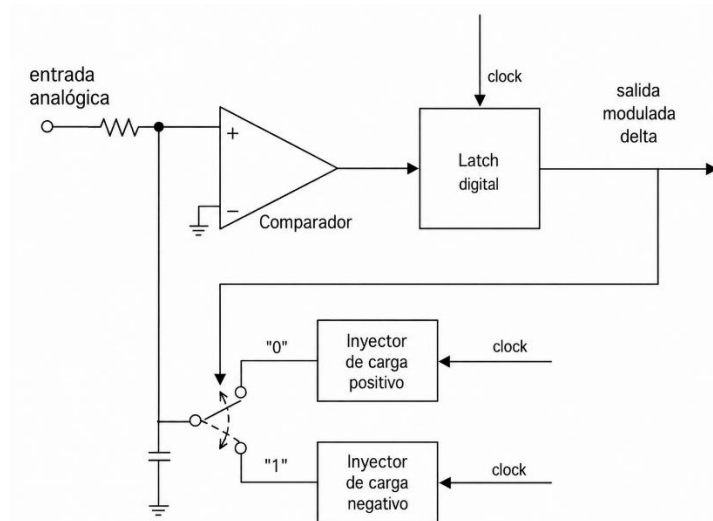 clock
entrada
analógica
salida
modulada
delta
+
−
Comparador
Latch
digital
"0"
Inyector
de carga
positivo
clock
"1"
Inyector
de carga
negativo
clock